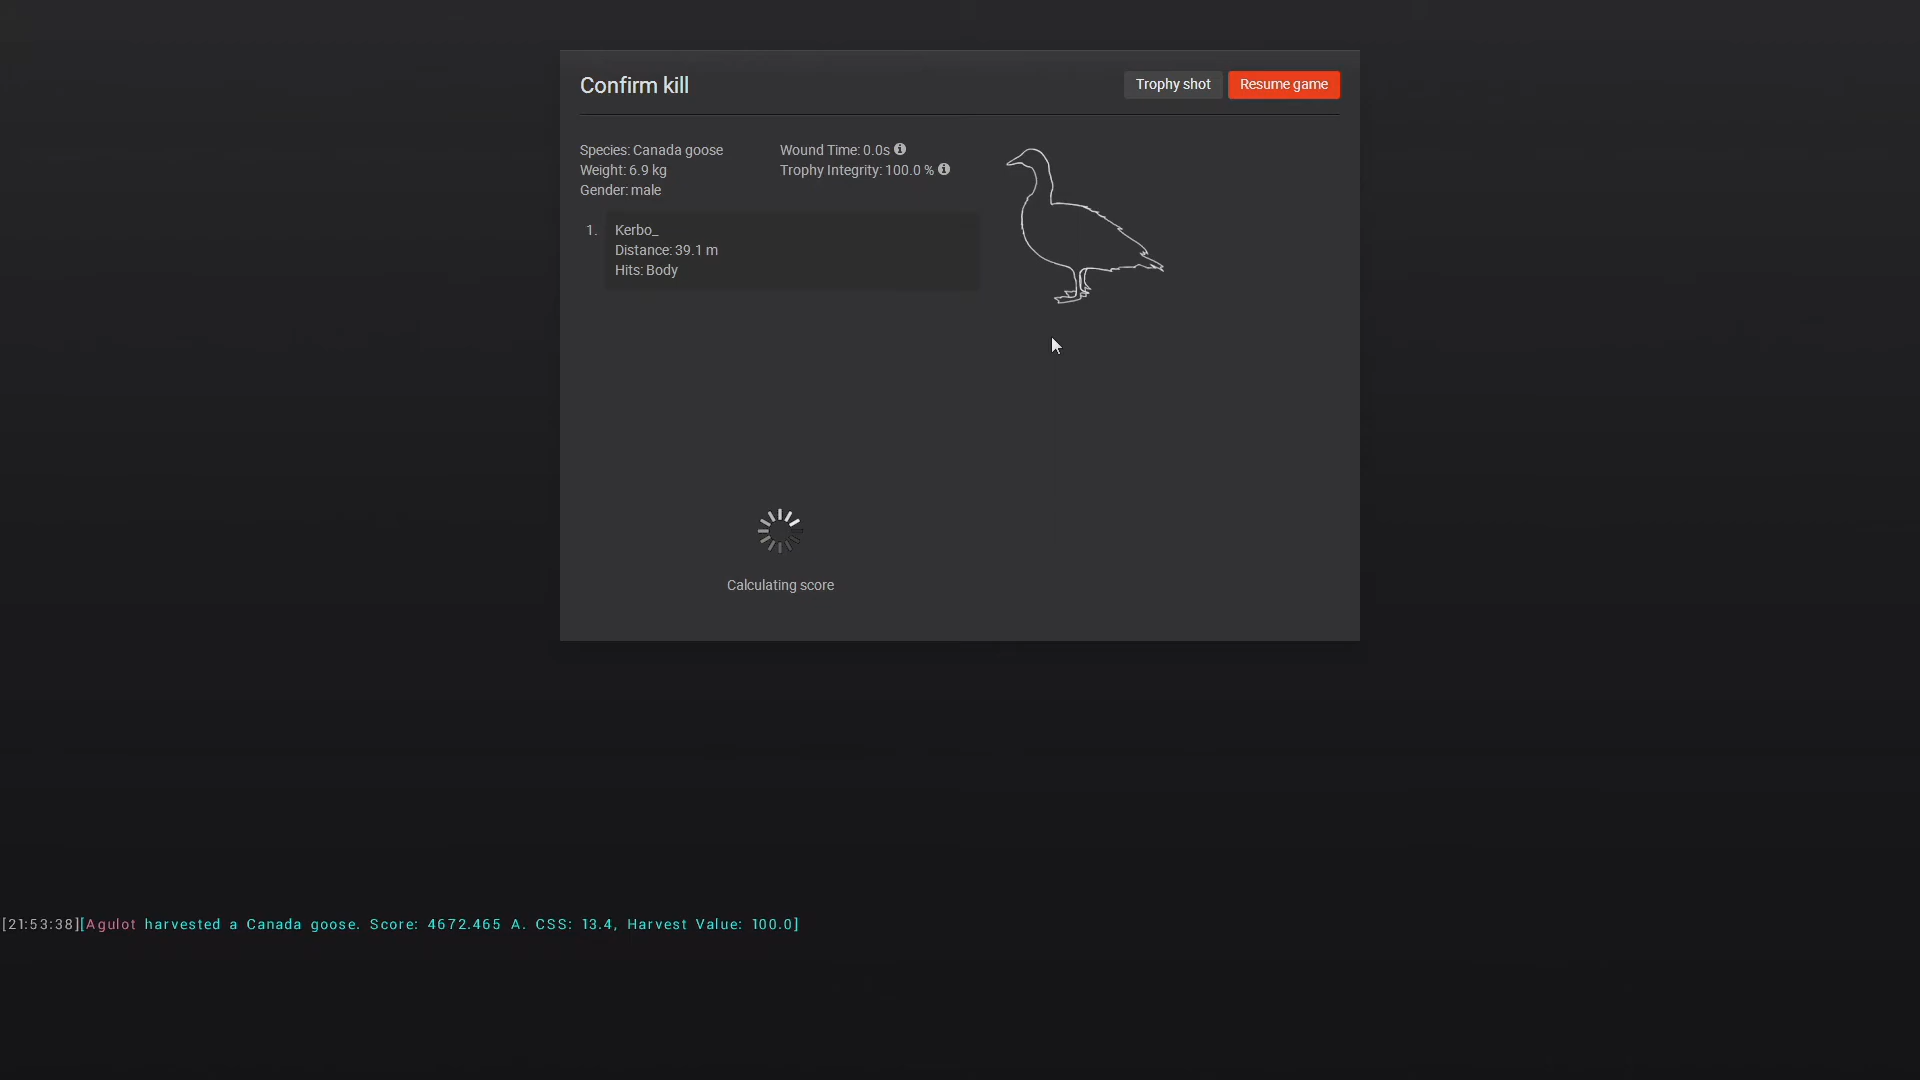 Confirm kill
Trophy shot
Resume game
Species: Canada goose
Weight: 6.9 kg
Gender: male
Wound Time: 0.0s
Trophy Integrity: 100.0 %
1.
Kerbo_
Distance: 39.1 m
Hits: Body
Calculating score
[21:53:38][Agulot harvested a Canada goose. Score: 4672.465 A. CSS: 13.4, Harvest Value: 100.0]